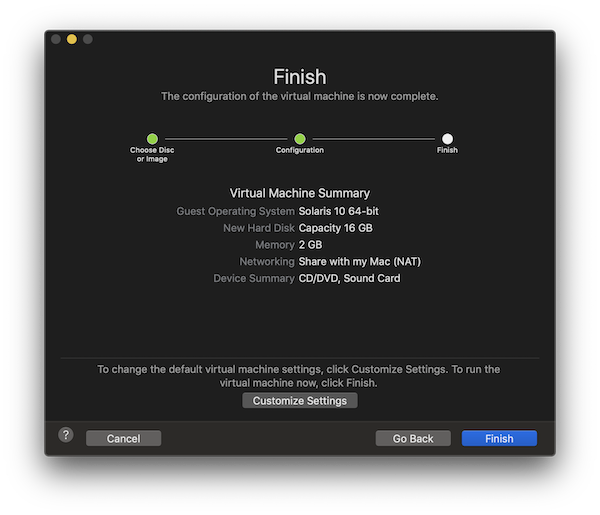 Finish
The configuration of the virtual machine is now complete.
Choose Disc
or Image
Configuration
Finish
Virtual Machine Summary
Guest Operating System Solaris 10 64-bit
New Hard Disk Capacity 16 GB
Memory 2 GB
Networking Share with my Mac (NAT)
Device Summary CD/DVD, Sound Card
To change the default virtual machine settings, click Customize Settings. To run the
virtual machine now, click Finish.
Customize Settings
? Cancel Go Back Finish